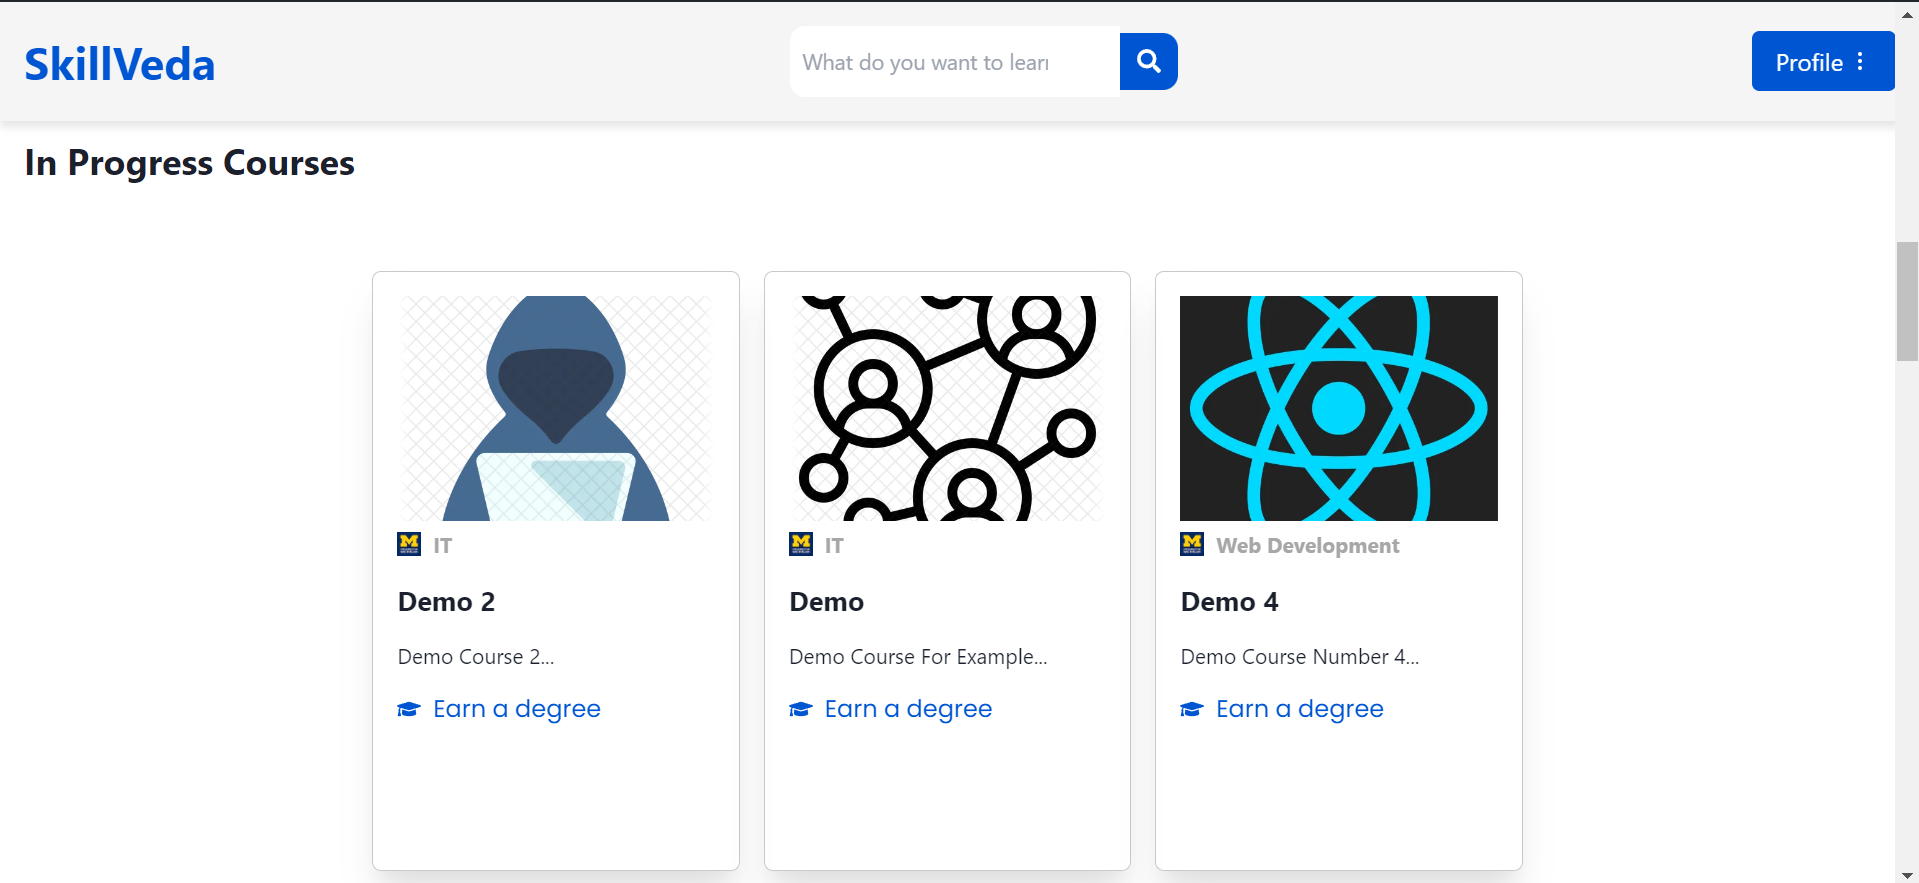 SkillVeda
What do you want to lear
Profile
In Progress Courses
IT
IT
Web Development
Demo 2
Demo
Demo 4
Demo Course 2...
Demo Course For Example...
Demo Course Number 4...
Earn a degree
Earn a degree
Earn a degree